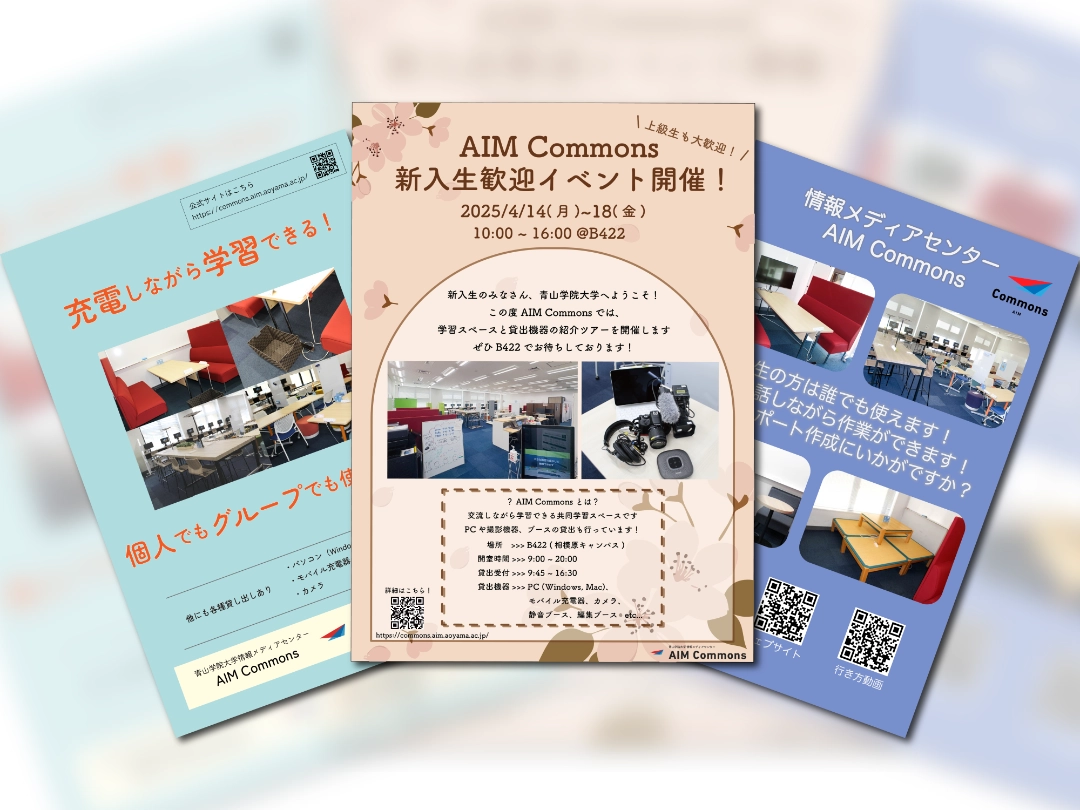 公式サイトはこちら
https://commons.aim.aoyama.ac.jp/
充電しながら学習できる！
個人でもグループでも使
他にも各種貸し出しあり
・パソコン（Windo
・モバイル充電器
・カメラ
青山学院大学情報メディアセンター
AIM Commons
上級生も大歓迎！
AIM Commons
新入生歓迎イベント開催！
2025/4/14(月)~18(金)
10:00 ~ 16:00 @B422
新入生のみなさん、青山学院大学へようこそ！
この度 AIM Commons では、
学習スペースと貸出機器の紹介ツアーを開催します
ぜひ B422 でお待ちしております！
？ AIM Commons とは？
交流しながら学習できる共同学習スペースです
PC や撮影機器、ブースの貸出も行っています！
場所 >>> B422 ( 相模原キャンパス )
開室時間 >>> 9:00 ~ 20:00
貸出受付 >>> 9:45 ~ 16:30
貸出機器 >>> PC (Windows, Mac)、
モバイル充電器、カメラ、
静音ブース、編集ブース etc...
詳細はこちら！
https://commons.aim.aoyama.ac.jp/
AIM Commons
情報メディアセンター
AIM Commons
Commons
AIM
生の方は誰でも使えます！
話しながら作業ができます！
ポート作成にいかがですか？
ェブサイト
行き方動画